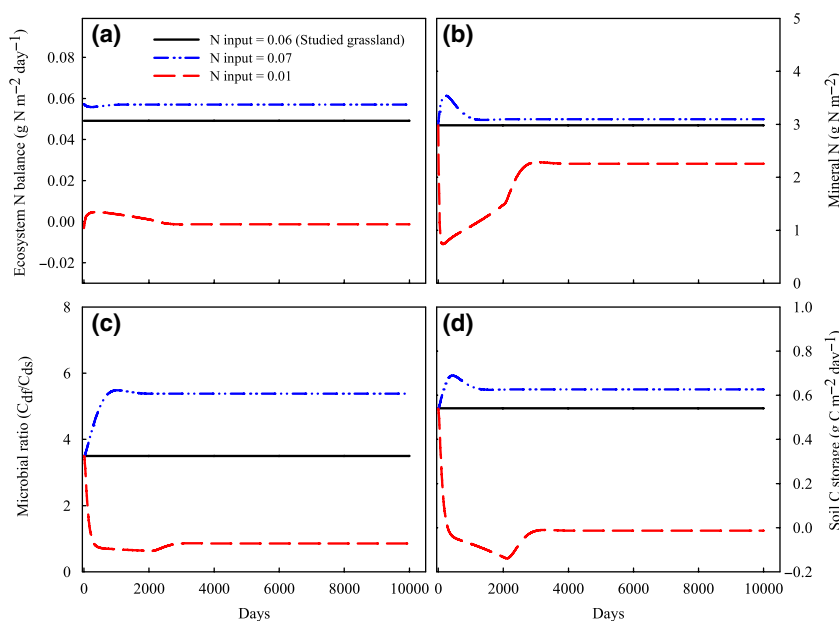 (a)
N input = 0.06 (Studied grassland)
N input = 0.07
N input = 0.01
Ecosystem N balance (g N m⁻² day⁻¹)
0.08
0.06
0.04
0.02
0.00
−0.02
(b)
Mineral N (g N m⁻²)
5
4
3
2
1
0
(c)
Microbial ratio (Cdf/Cds)
8
6
4
2
0
0 2000 4000 6000 8000 10000
Days
(d)
Soil C storage (g C m⁻² day⁻¹)
1.0
0.8
0.6
0.4
0.2
0.0
−0.2
0 2000 4000 6000 8000 10000
Days